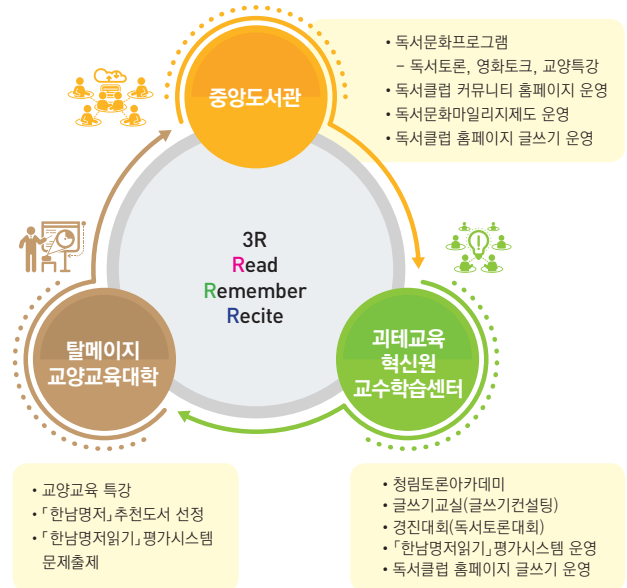 중앙도서관
• 독서문화프로그램
– 독서토론, 영화토크, 교양특강
• 독서클럽 커뮤니티 홈페이지 운영
• 독서문화마일리지제도 운영
• 독서클럽 홈페이지 글쓰기 운영
3R
Read
Remember
Recite
탈메이지
교양교육대학
괴테교육
혁신원
교수학습센터
• 교양교육 특강
• 「한남명저」추천도서 선정
• 「한남명저읽기」평가시스템
문제출제
• 청림토론아카데미
• 글쓰기교실(글쓰기컨설팅)
• 경진대회(독서토론대회)
• 「한남명저읽기」평가시스템 운영
• 독서클럽 홈페이지 글쓰기 운영